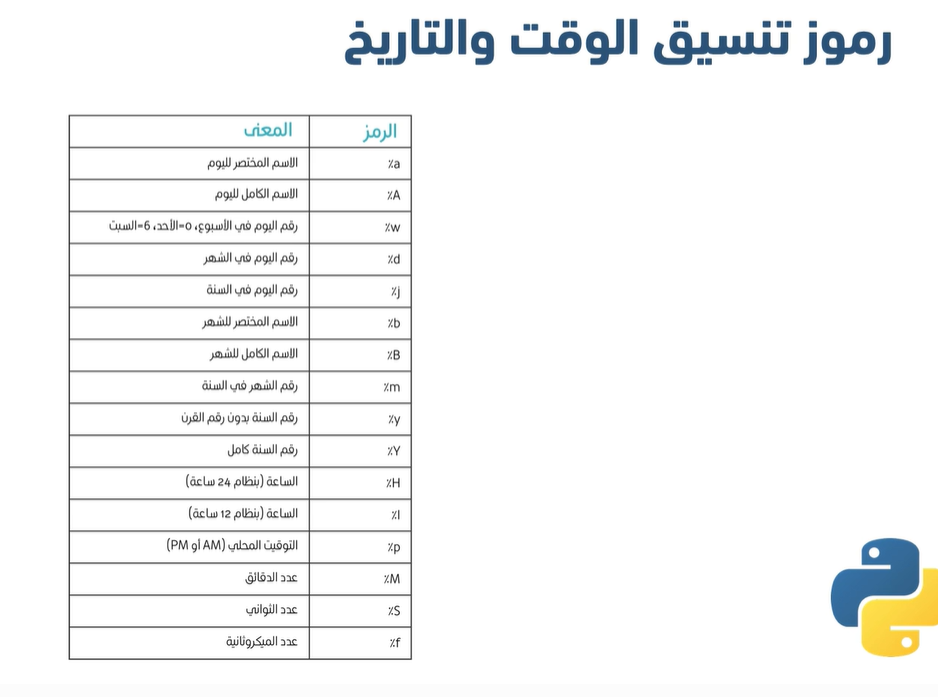 رموز تنسيق الوقت والتاريخ
الرمز المعنى
%a الاسم المختصر لليوم
%A الاسم الكامل لليوم
%w رقم اليوم في الأسبوع، 0=الأحد، 6=السبت
%d رقم اليوم في الشهر
%j رقم اليوم في السنة
%b الاسم المختصر للشهر
%B الاسم الكامل للشهر
%m رقم الشهر في السنة
%y رقم السنة بدون رقم القرن
%Y رقم السنة كامل
%H الساعة (بنظام 24 ساعة)
%I الساعة (بنظام 12 ساعة)
%p التوقيت المحلي (AM أو PM)
%M عدد الدقائق
%S عدد الثواني
%f عدد الميكروثانية